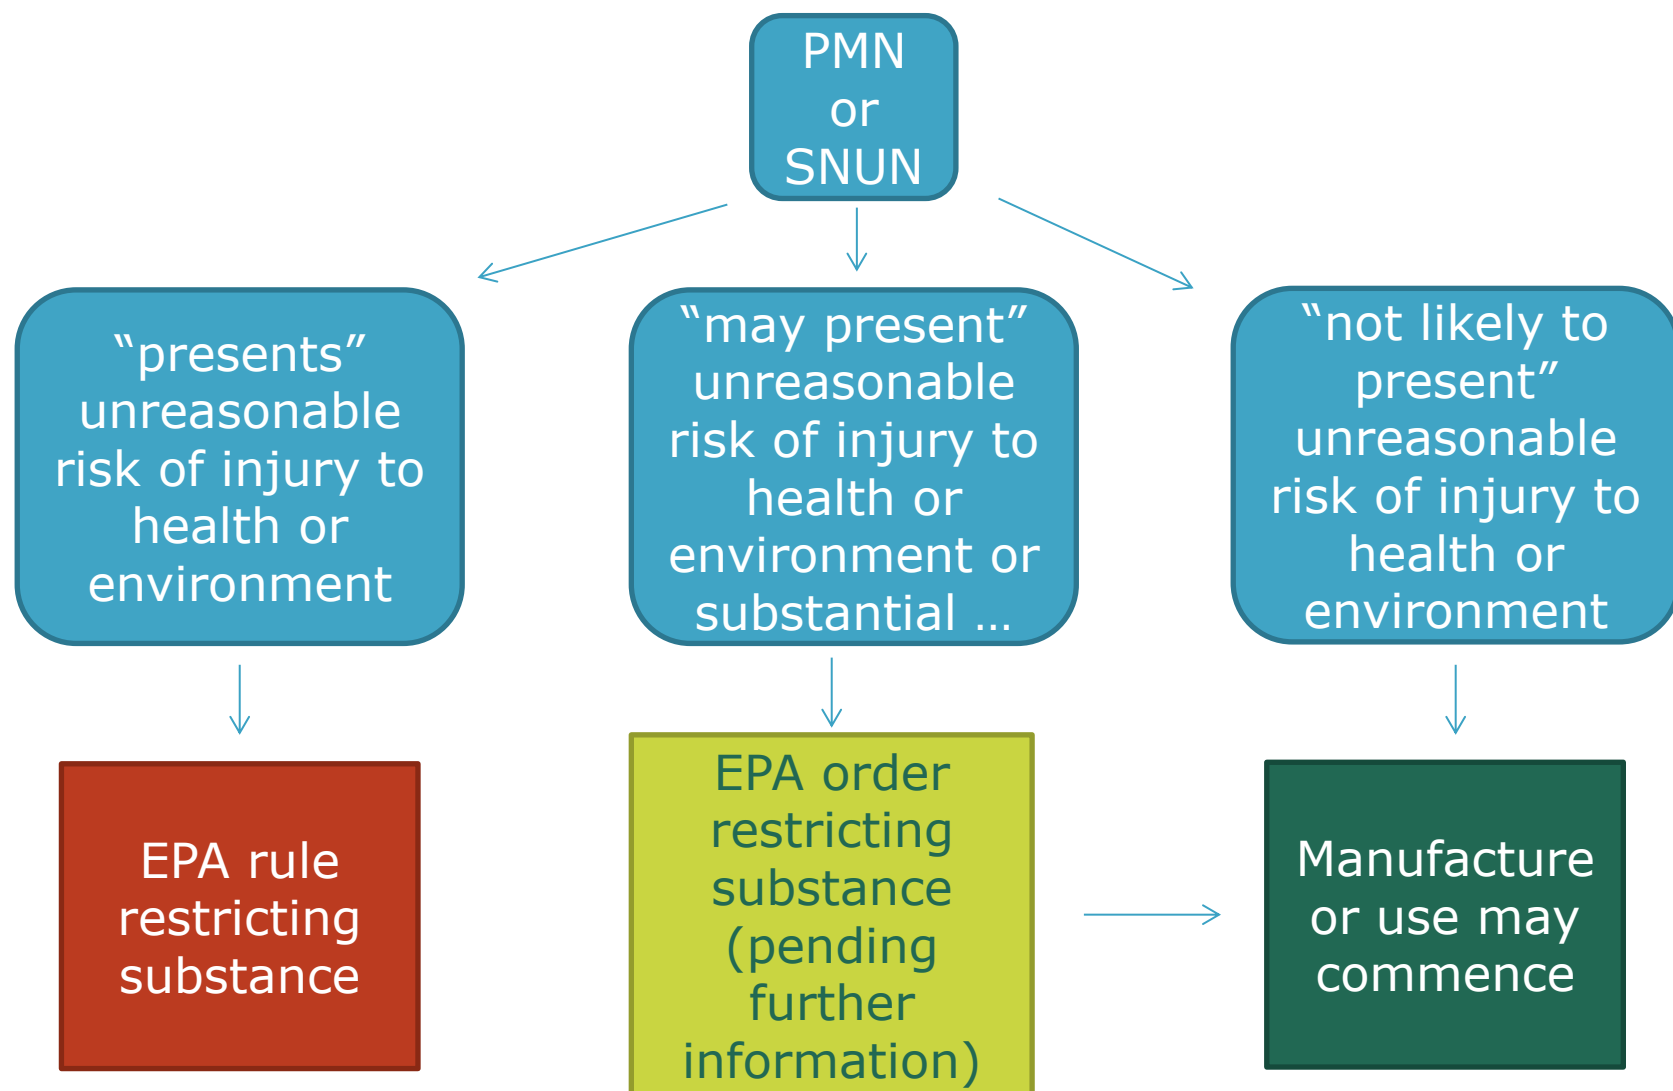 PMN
or
SNUN
“presents”
unreasonable
risk of injury to
health or
environment
“may present”
unreasonable
risk of injury to
health or
environment or
substantial …
“not likely to
present”
unreasonable
risk of injury to
health or
environment
EPA rule
restricting
substance
EPA order
restricting
substance
(pending
further
information)
Manufacture
or use may
commence